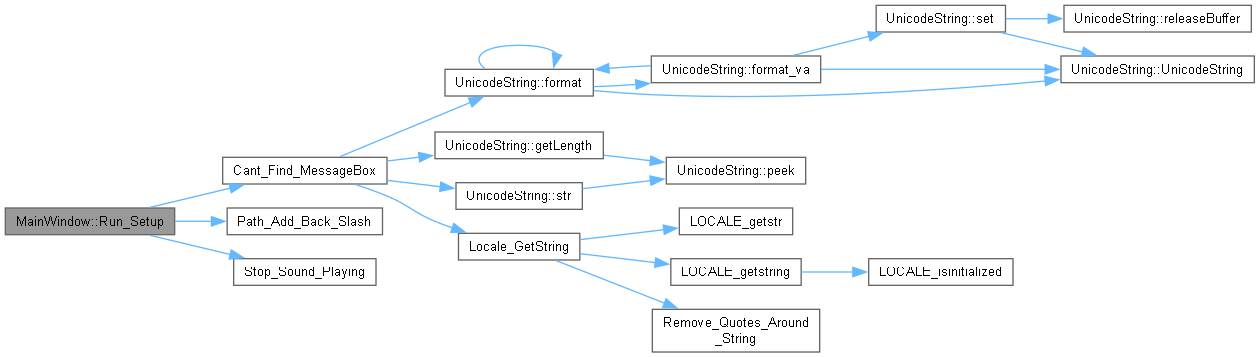 UnicodeString::set
UnicodeString::releaseBuffer
UnicodeString::format
UnicodeString::format_va
UnicodeString::UnicodeString
UnicodeString::getLength
UnicodeString::peek
Cant_Find_MessageBox
UnicodeString::str
MainWindow::Run_Setup
Path_Add_Back_Slash
LOCALE_getstr
Locale_GetString
Stop_Sound_Playing
LOCALE_getstring
LOCALE_isinitialized
Remove_Quotes_Around
_String